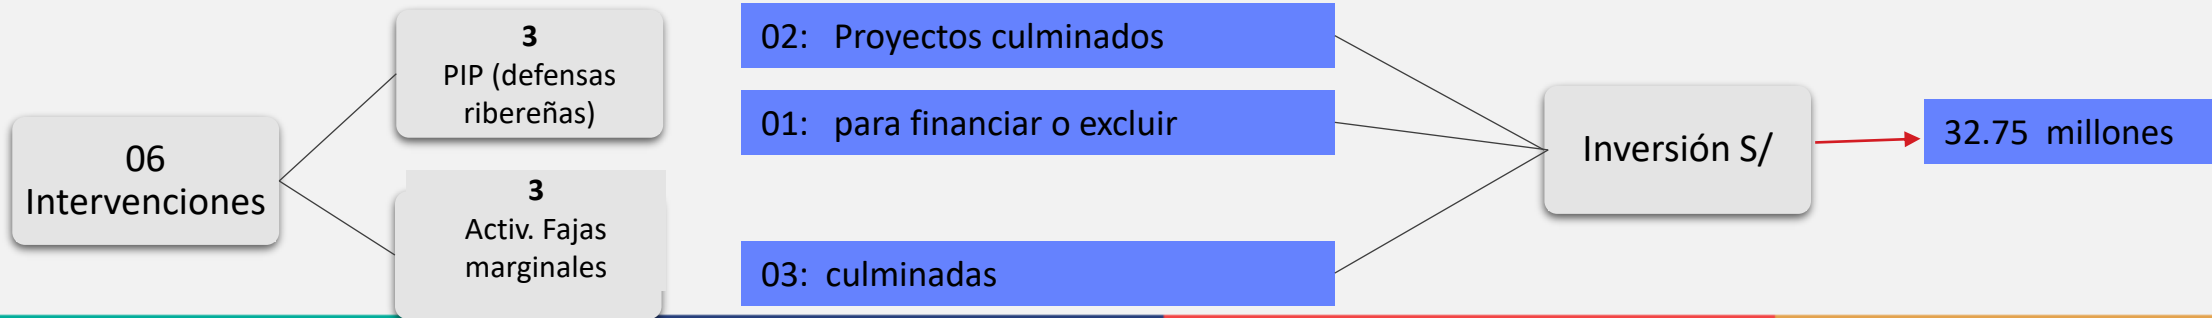 06
Intervenciones
3
PIP (defensas
ribereñas)
3
Activ. Fajas
marginales
02: Proyectos culminados
01: para financiar o excluir
03: culminadas
Inversión S/
32.75 millones